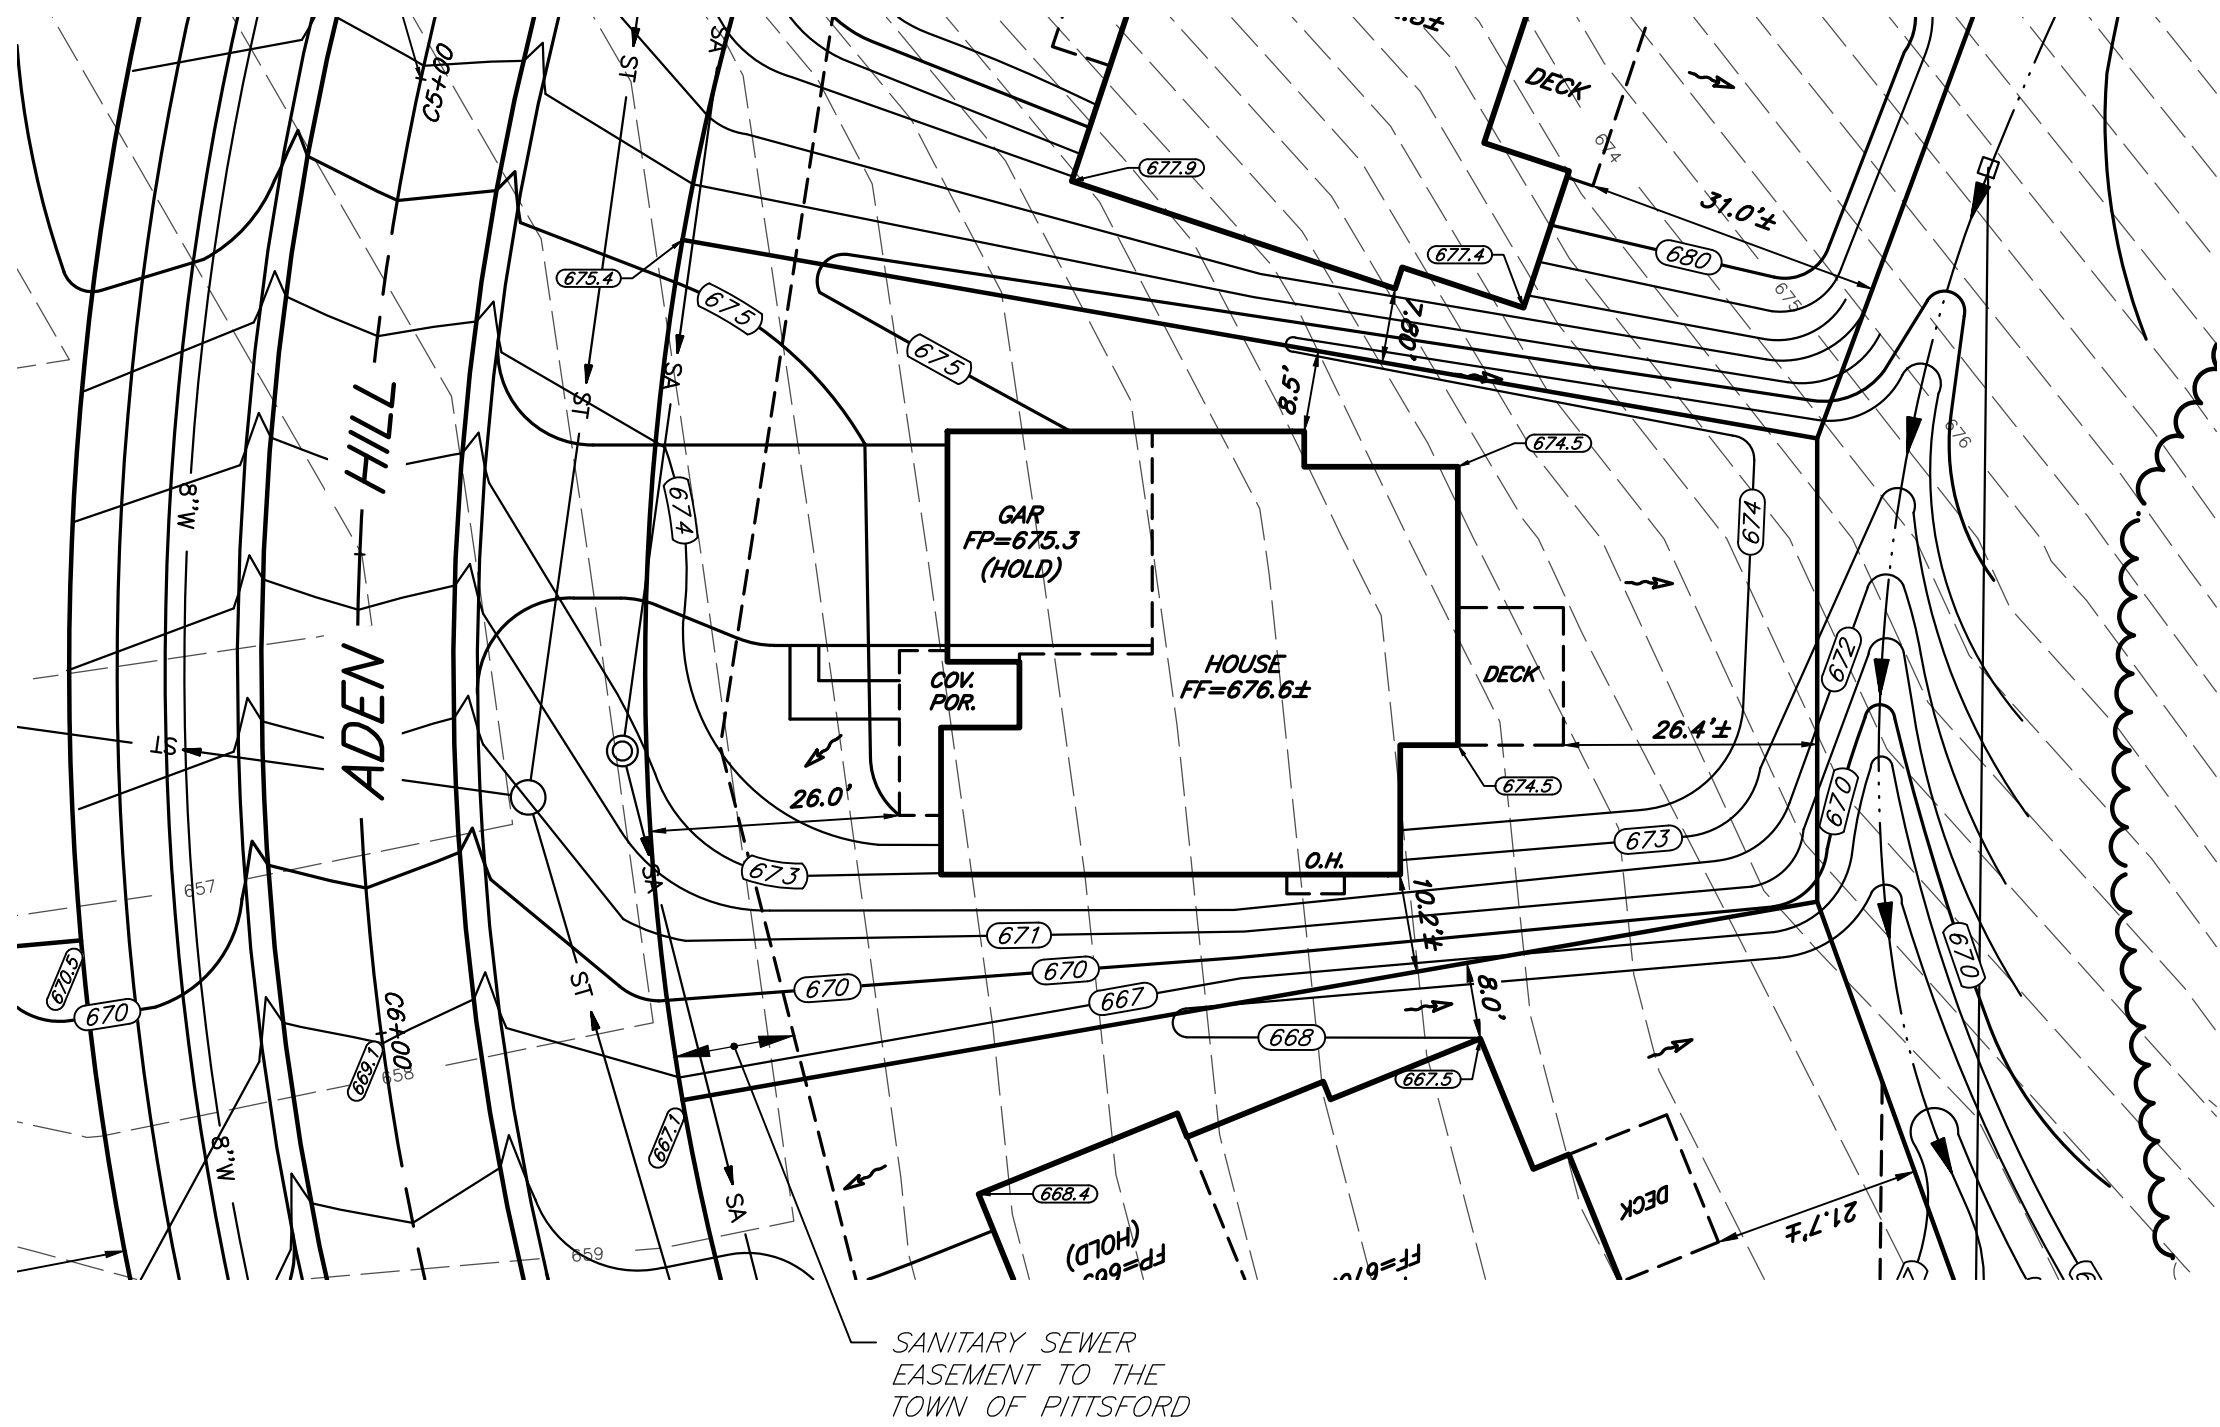 C5+00
ST
SA
DECK
674
677.9
31.0'±
675.4
677.4
680
675
675
675
7.80'
8.5'
SA
ST
HILL
ADEN
8"W
674
674.5
676
GAR
FP=675.3
(HOLD)
674
HOUSE
FF=676.6±
COV.
POR.
DECK
672
26.4'±
ST
26.0'
674.5
670
673
O.H.
673
SA
657
10.2'±
671
670
670
670
670.5
670
ST
667
8.0'
668
C6+00
669.1
658
667.5
667.1
8"W
SA
668.4
(HOLD)
DECK
21.7'±
659
SANITARY SEWER
EASEMENT TO THE
TOWN OF PITTSFORD